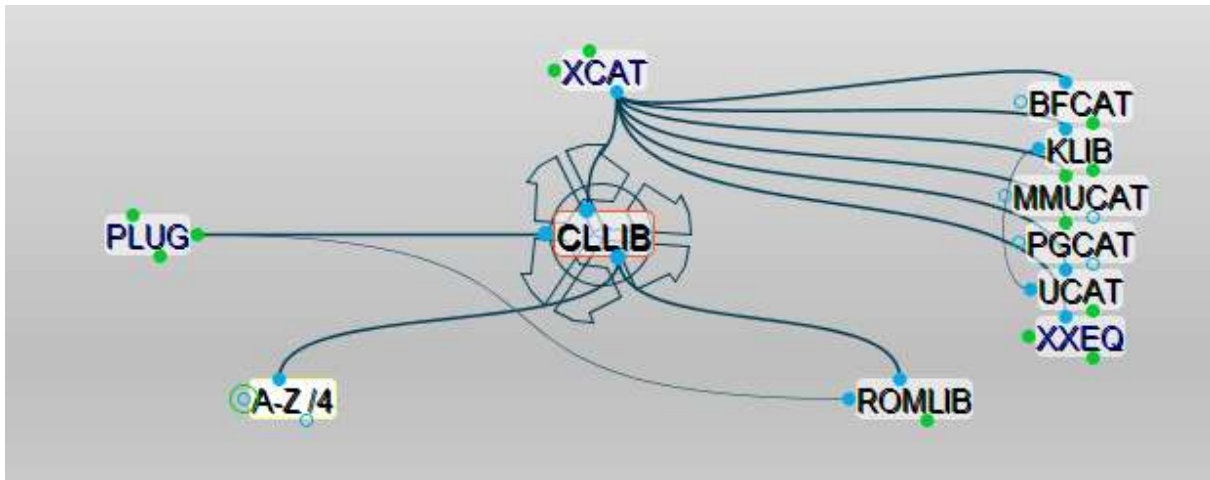 XCAT
BFCAT
KLIB
MMUCAT
PLUG
CLLIB
PGCAT
UCAT
XXEQ
A-Z /4
ROMLIB